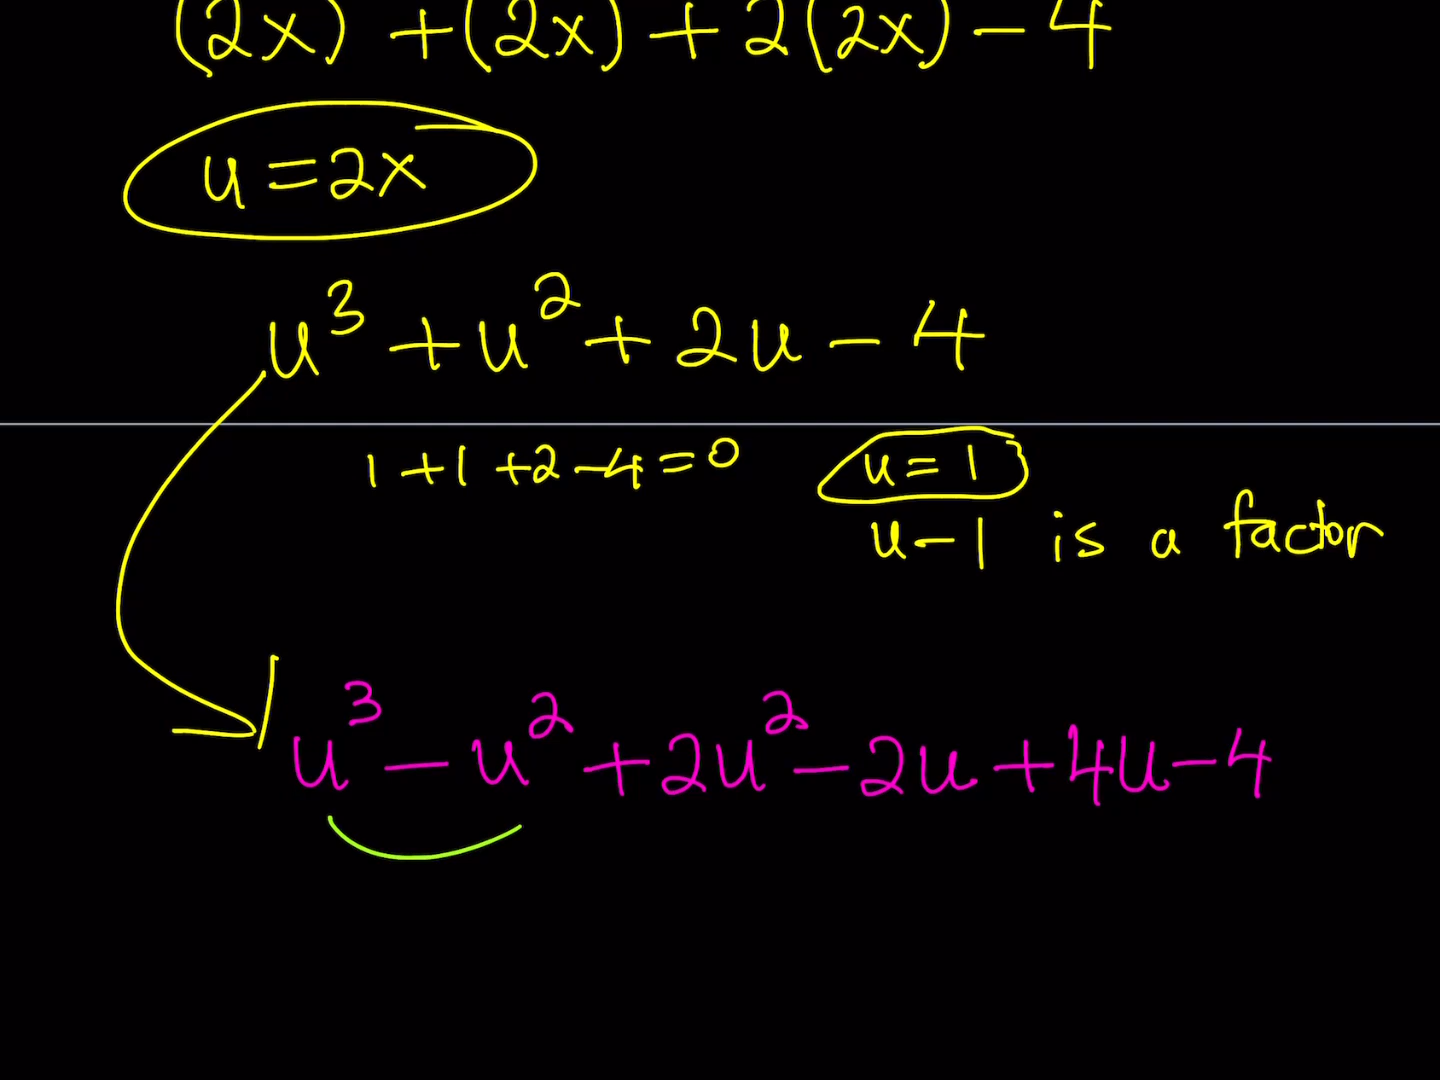 (2x) + (2x) + 2(2x) - 4
u = 2x
u³ + u² + 2u - 4
1 + 1 + 2 - 4 = 0 u = 1
u - 1 is a factor
u³ - u² + 2u² - 2u + 4u - 4